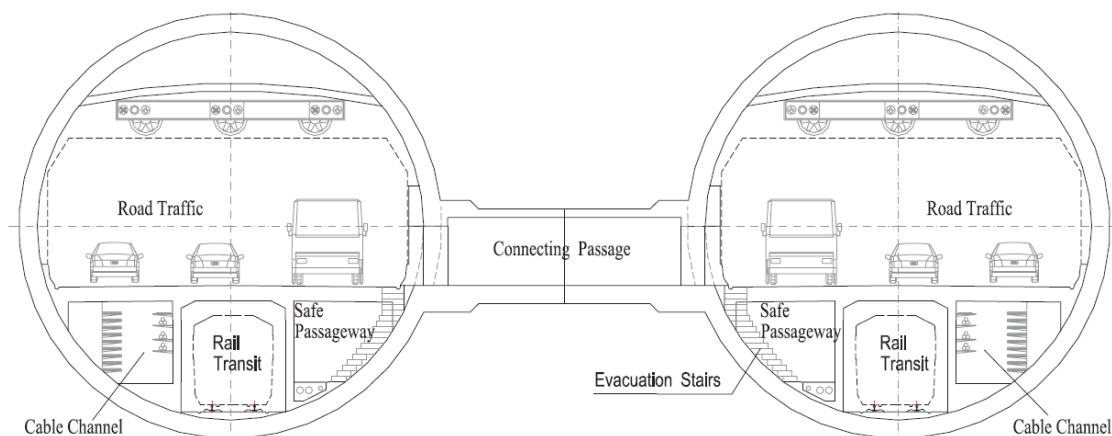 Road Traffic
Road Traffic
Connecting Passage
Safe
Passageway
Safe
Passageway
Rail
Transit
Rail
Transit
Evacuation Stairs
Cable Channel
Cable Channel